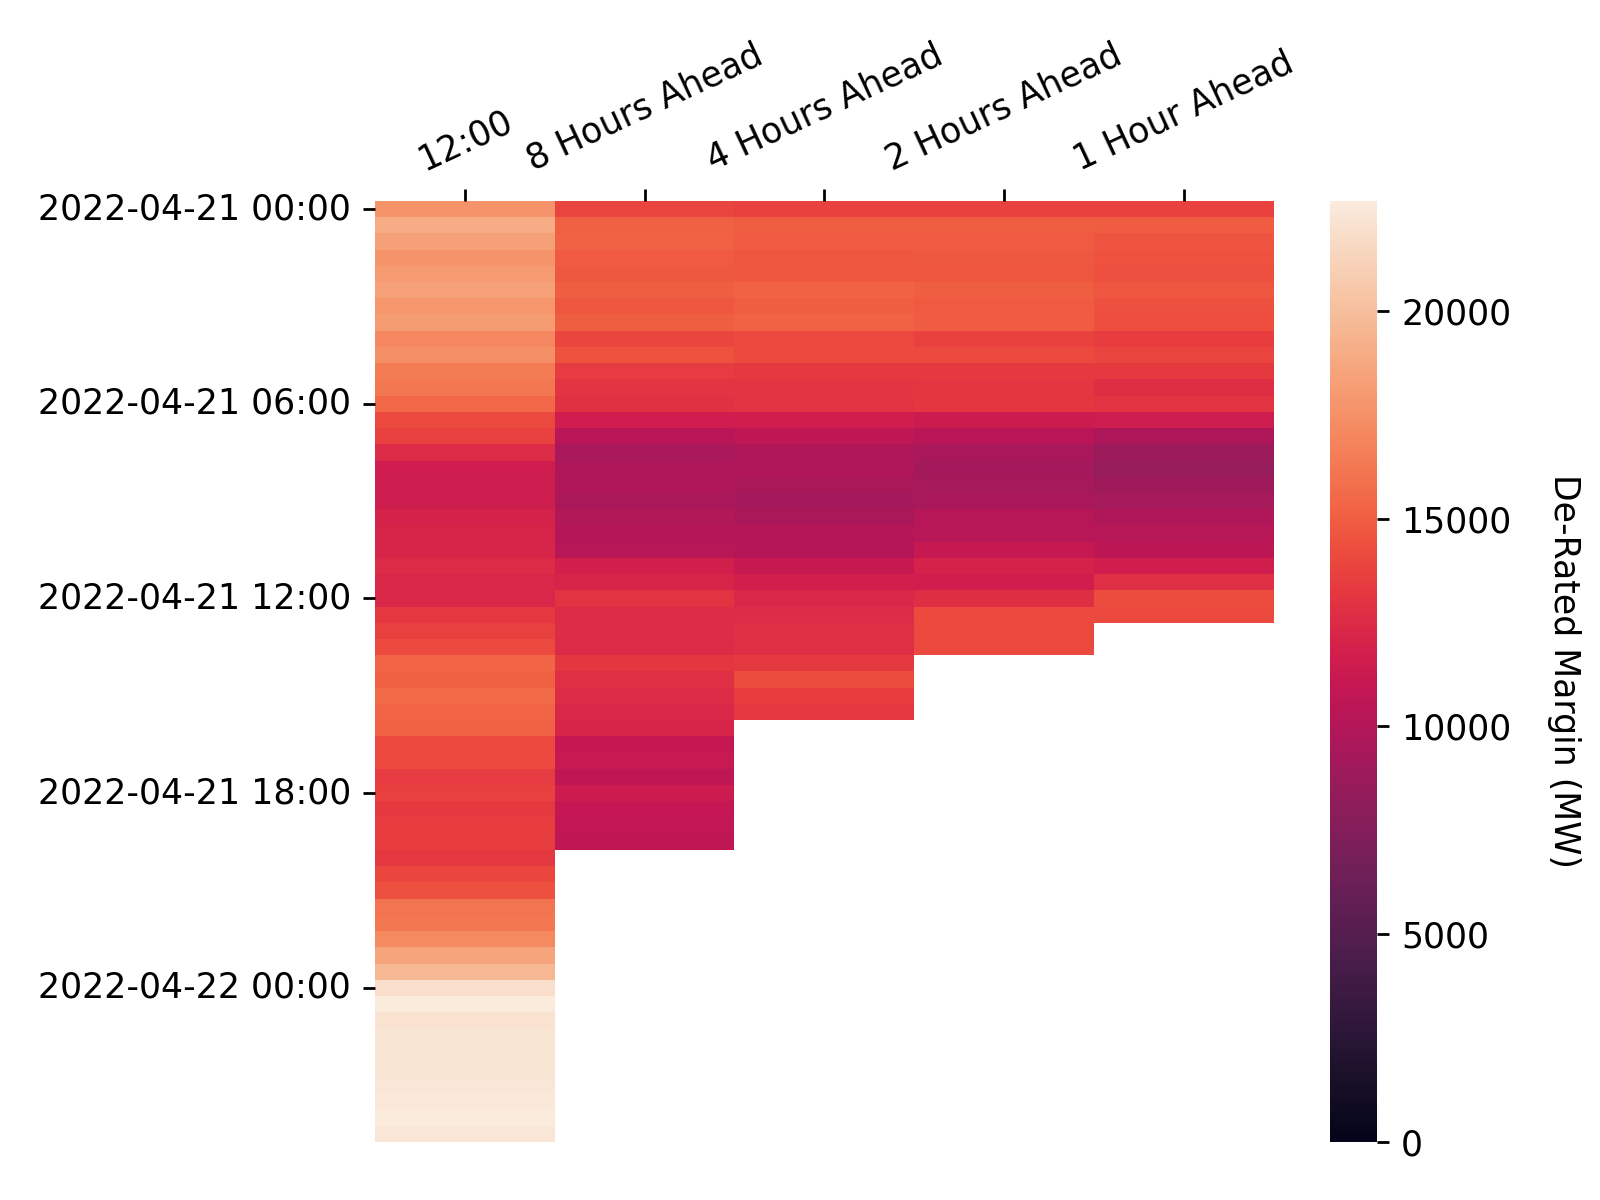 12:00
8 Hours Ahead
4 Hours Ahead
2 Hours Ahead
1 Hour Ahead
2022-04-21 00:00
2022-04-21 06:00
2022-04-21 12:00
2022-04-21 18:00
2022-04-22 00:00
20000
15000
10000
5000
0
De-Rated Margin (MW)